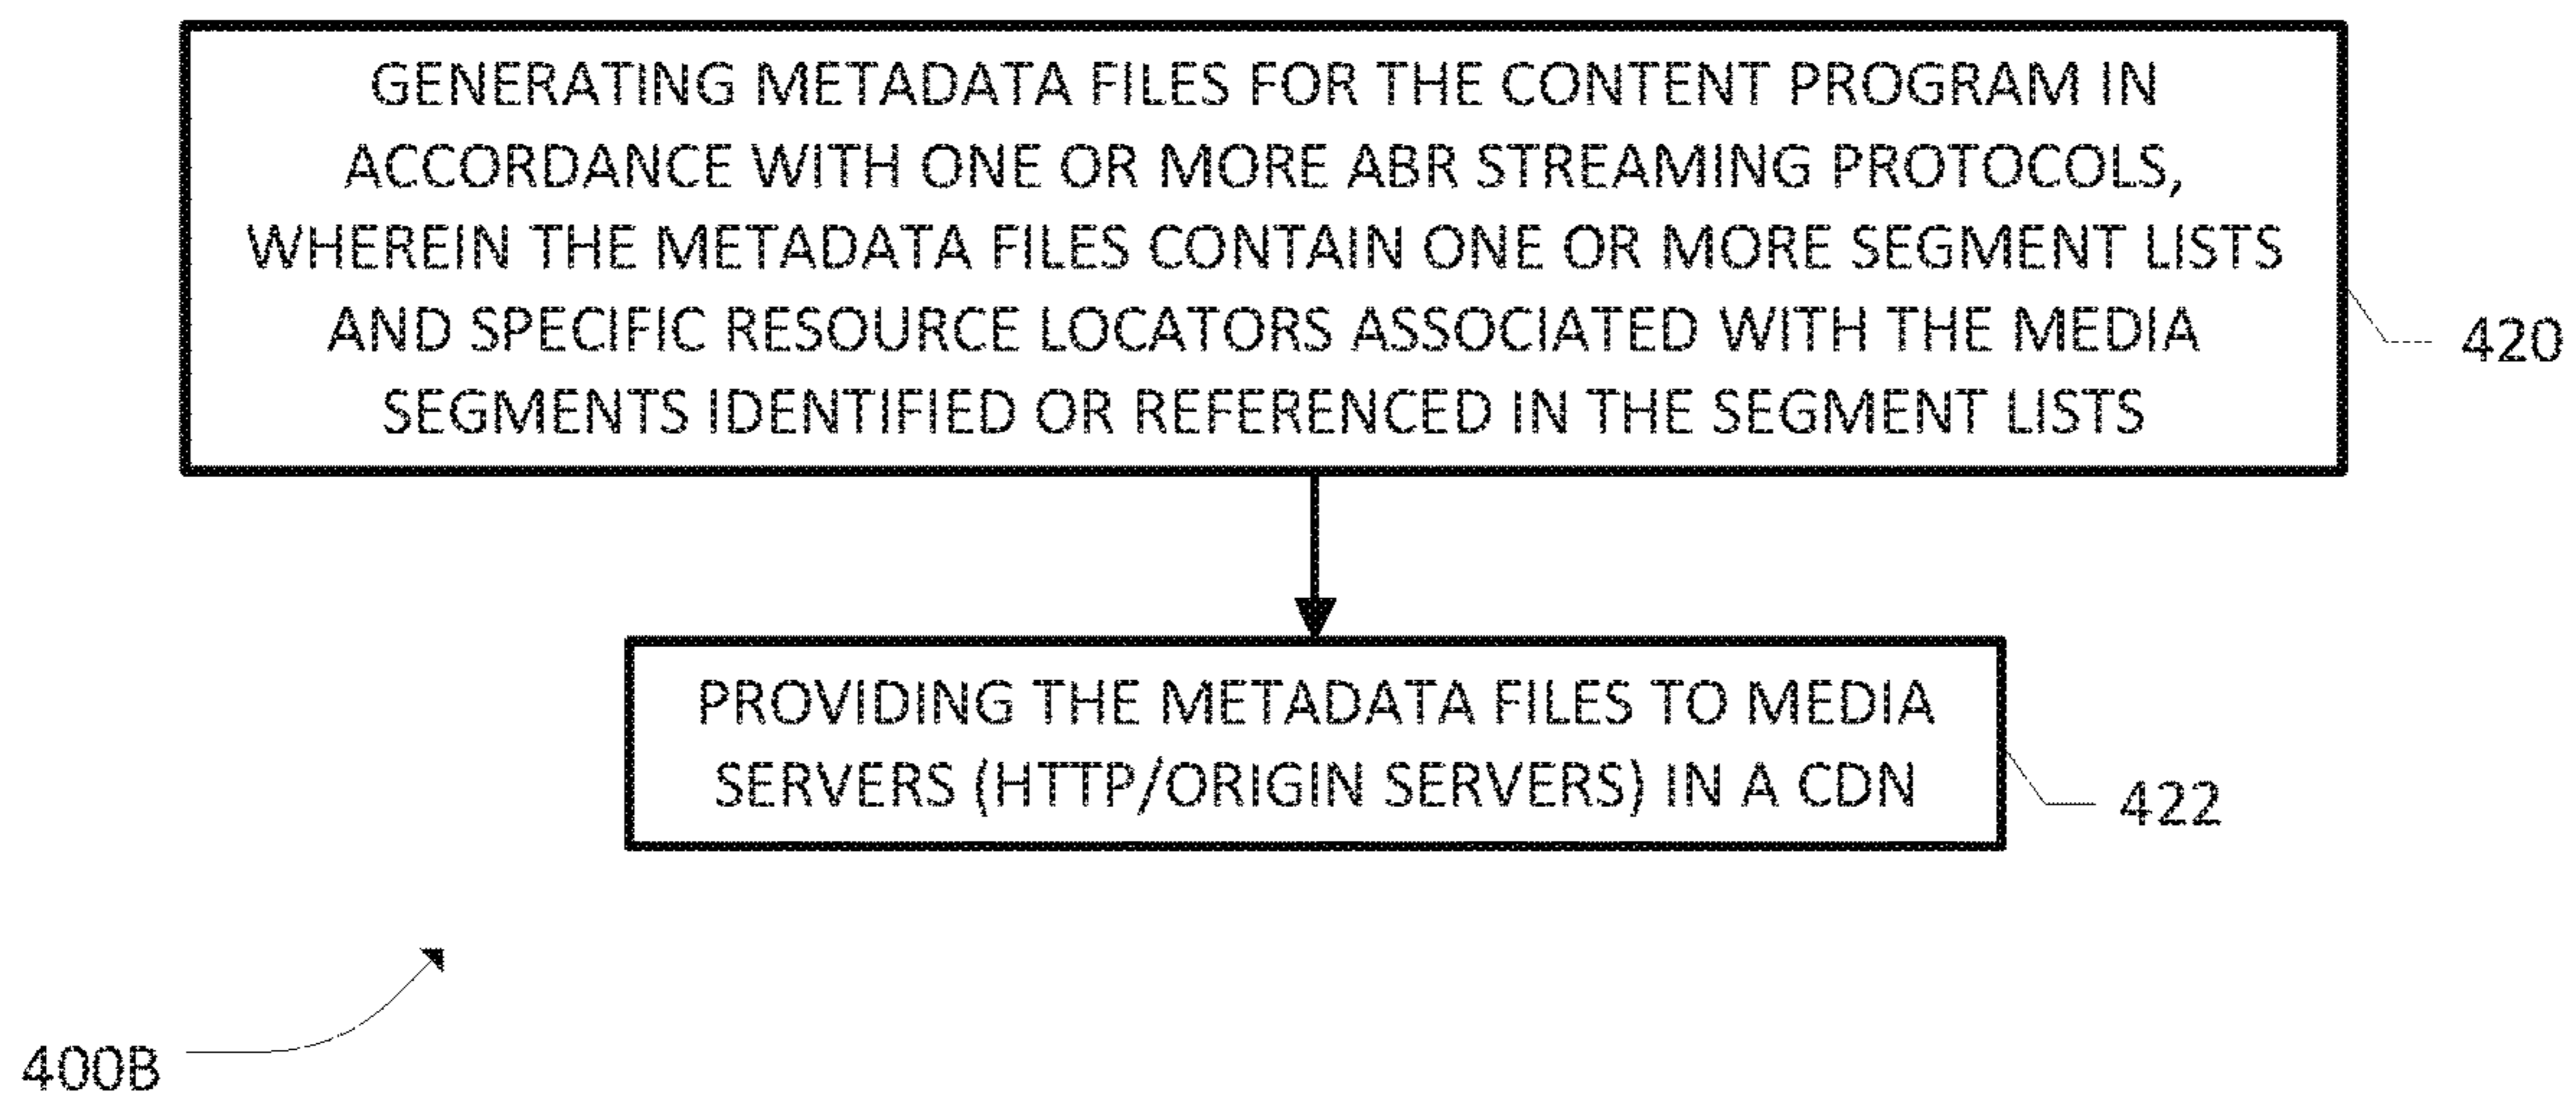 GENERATING METADATA FILES FOR THE CONTENT PROGRAM IN
ACCORDANCE WITH ONE OR MORE ABR STREAMING PROTOCOLS,
WHEREIN THE METADATA FILES CONTAIN ONE OR MORE SEGMENT LISTS
AND SPECIFIC RESOURCE LOCATORS ASSOCIATED WITH THE MEDIA
SEGMENTS IDENTIFIED OR REFERENCED IN THE SEGMENT LISTS
420
PROVIDING THE METADATA FILES TO MEDIA
SERVERS (HTTP/ORIGIN SERVERS) IN A CDN
422
400B